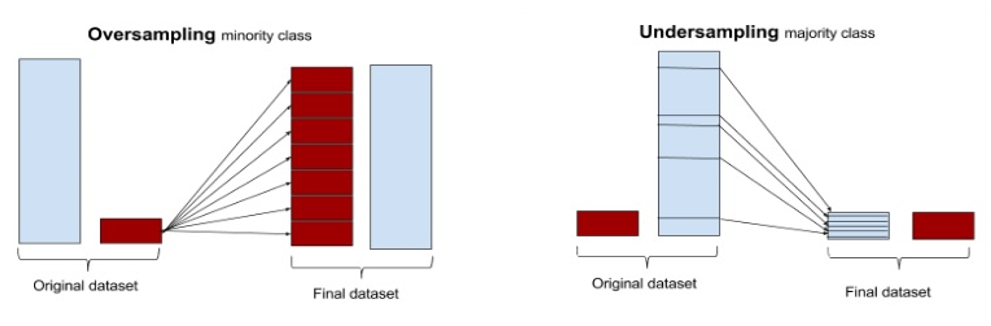 Oversampling minority class
Original dataset
Final dataset
Undersampling majority class
Original dataset
Final dataset